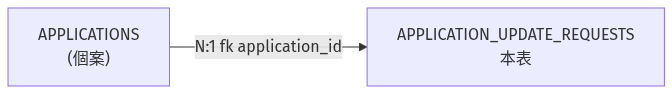 APPLICATIONS
(個案)
N:1 fk application_id
APPLICATION_UPDATE_REQUESTS
本表